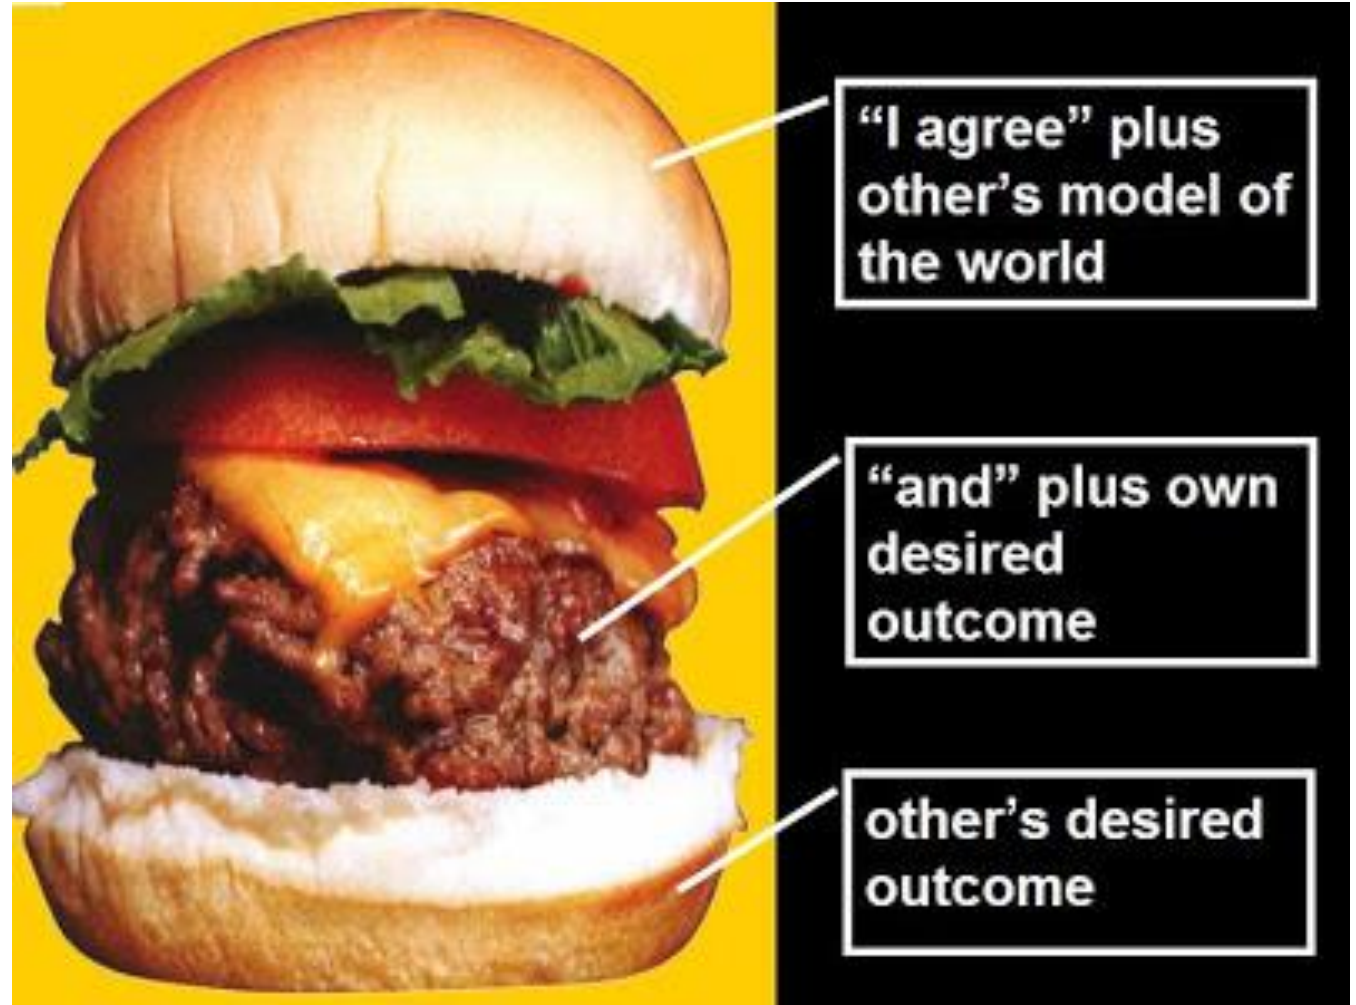 “I agree” plus
other’s model of
the world
“and” plus own
desired
outcome
other’s desired
outcome